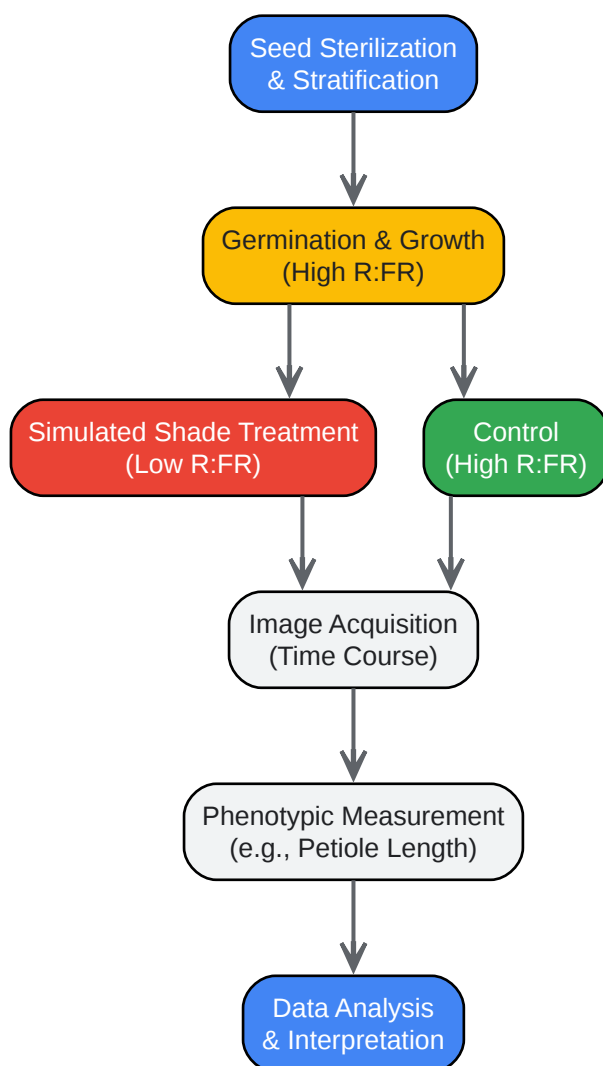 Seed Sterilization
& Stratification
Germination & Growth
(High R:FR)
Simulated Shade Treatment
(Low R:FR)
Control
(High R:FR)
Image Acquisition
(Time Course)
Phenotypic Measurement
(e.g., Petiole Length)
Data Analysis
& Interpretation